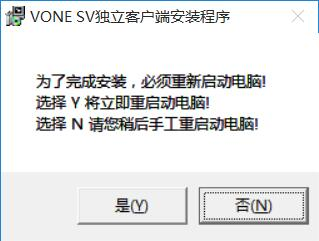 VONE SV独立客户端安装程序
为了完成安装，必须重新启动电脑!
选择 Y 将立即重启动电脑!
选择 N 请您稍后手工重启动电脑!
是(Y)
否(N)